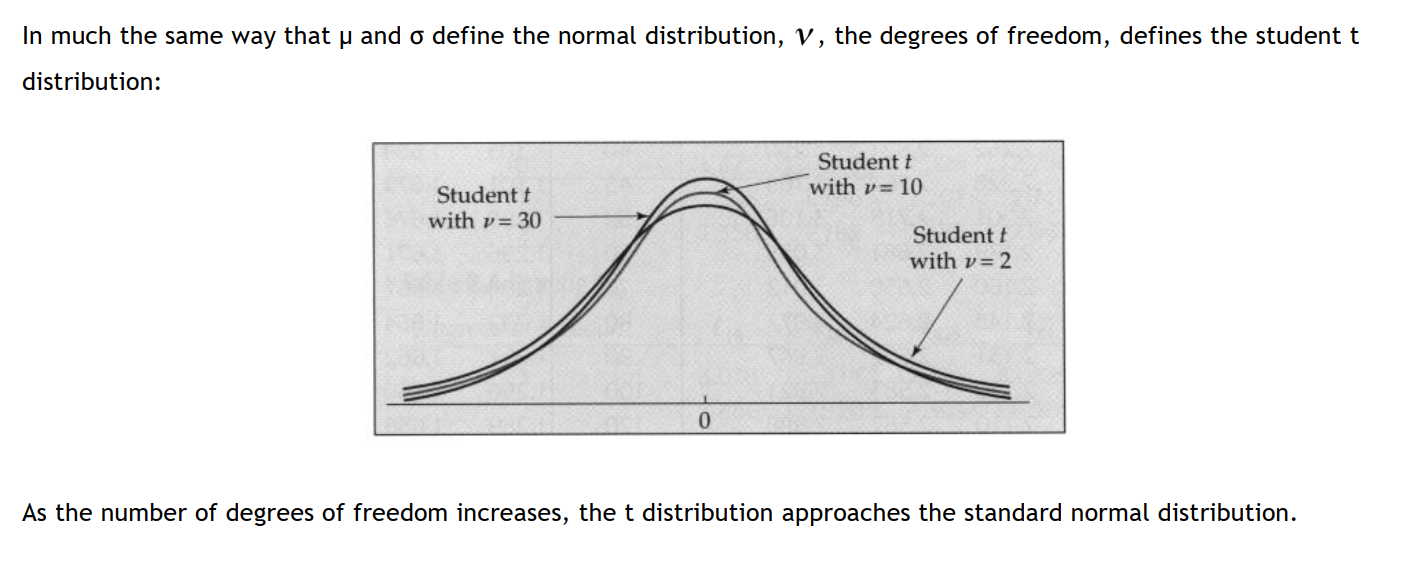 In much the same way that μ and σ define the normal distribution, ν, the degrees of freedom, defines the student t
distribution:
Student t
with ν = 10
Student t
with ν = 30
Student t
with ν = 2
0
As the number of degrees of freedom increases, the t distribution approaches the standard normal distribution.